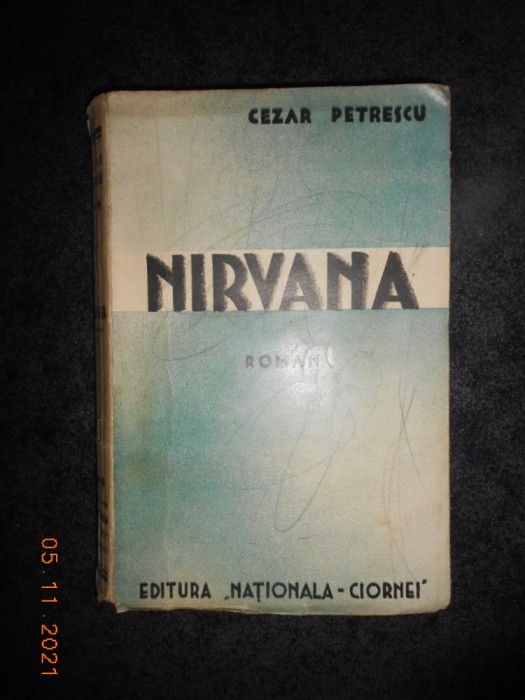 CEZAR PETRESCU
NIRVANA
ROMAN
EDITURA „NAȚIONALA - CIORNEI"
05.11.2021